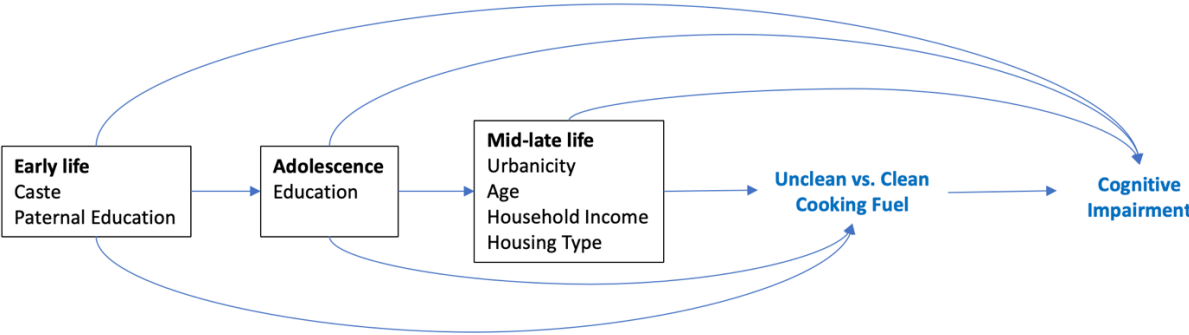 Early life
Caste
Paternal Education
Adolescence
Education
Mid-late life
Urbanicity
Age
Household Income
Housing Type
Unclean vs. Clean
Cooking Fuel
Cognitive
Impairment